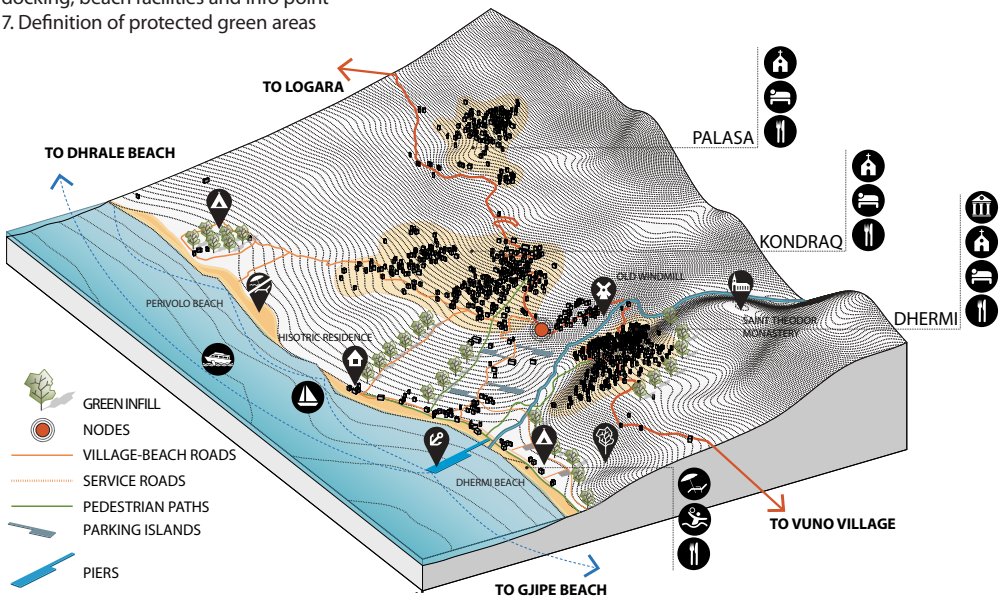 docking, beach facilities and info point
7. Definition of protected green areas
TO LOGARA
TO DHRALE BEACH
PALASA
KONDRAQ
OLD WINDMILL
PERIVOLO BEACH
SAINT THEODOR
MONASTERY
DHERMI
HISOTRIC RESIDENCE
GREEN INFILL
NODES
VILLAGE-BEACH ROADS
SERVICE ROADS
DHERMI BEACH
PEDESTRIAN PATHS
PARKING ISLANDS
TO VUNO VILLAGE
PIERS
TO GJIPE BEACH